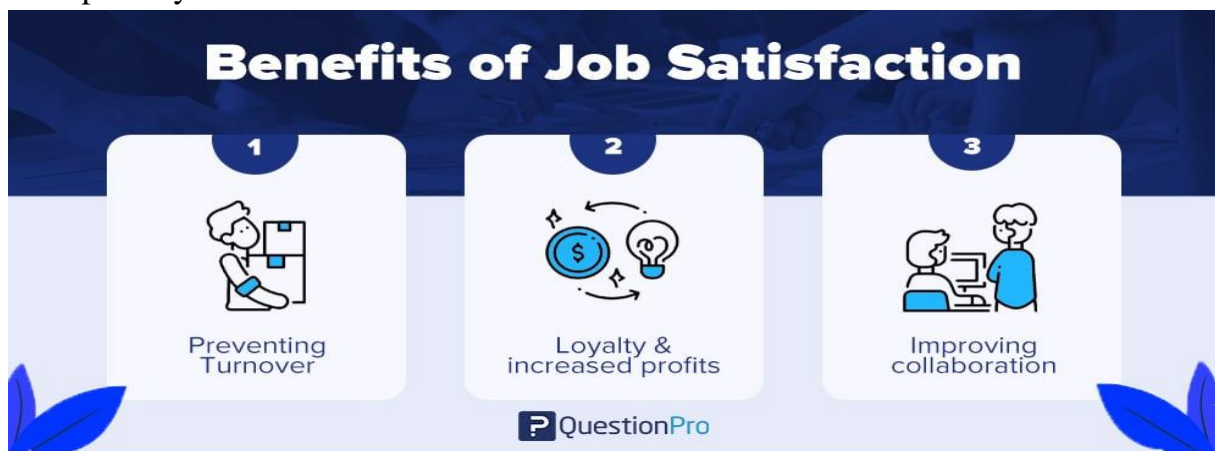 Benefits of Job Satisfaction
1
2
3
$
Preventing
Turnover
Loyalty &
increased profits
Improving
collaboration
? QuestionPro